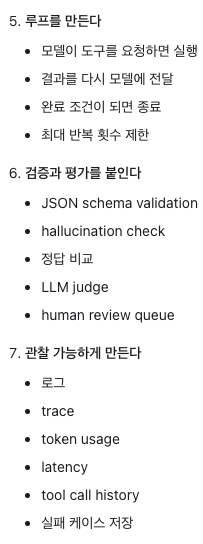 5. 루프를 만든다
• 모델이 도구를 요청하면 실행
• 결과를 다시 모델에 전달
• 완료 조건이 되면 종료
• 최대 반복 횟수 제한
6. 검증과 평가를 붙인다
• JSON schema validation
• hallucination check
• 정답 비교
• LLM judge
• human review queue
7. 관찰 가능하게 만든다
• 로그
• trace
• token usage
• latency
• tool call history
• 실패 케이스 저장